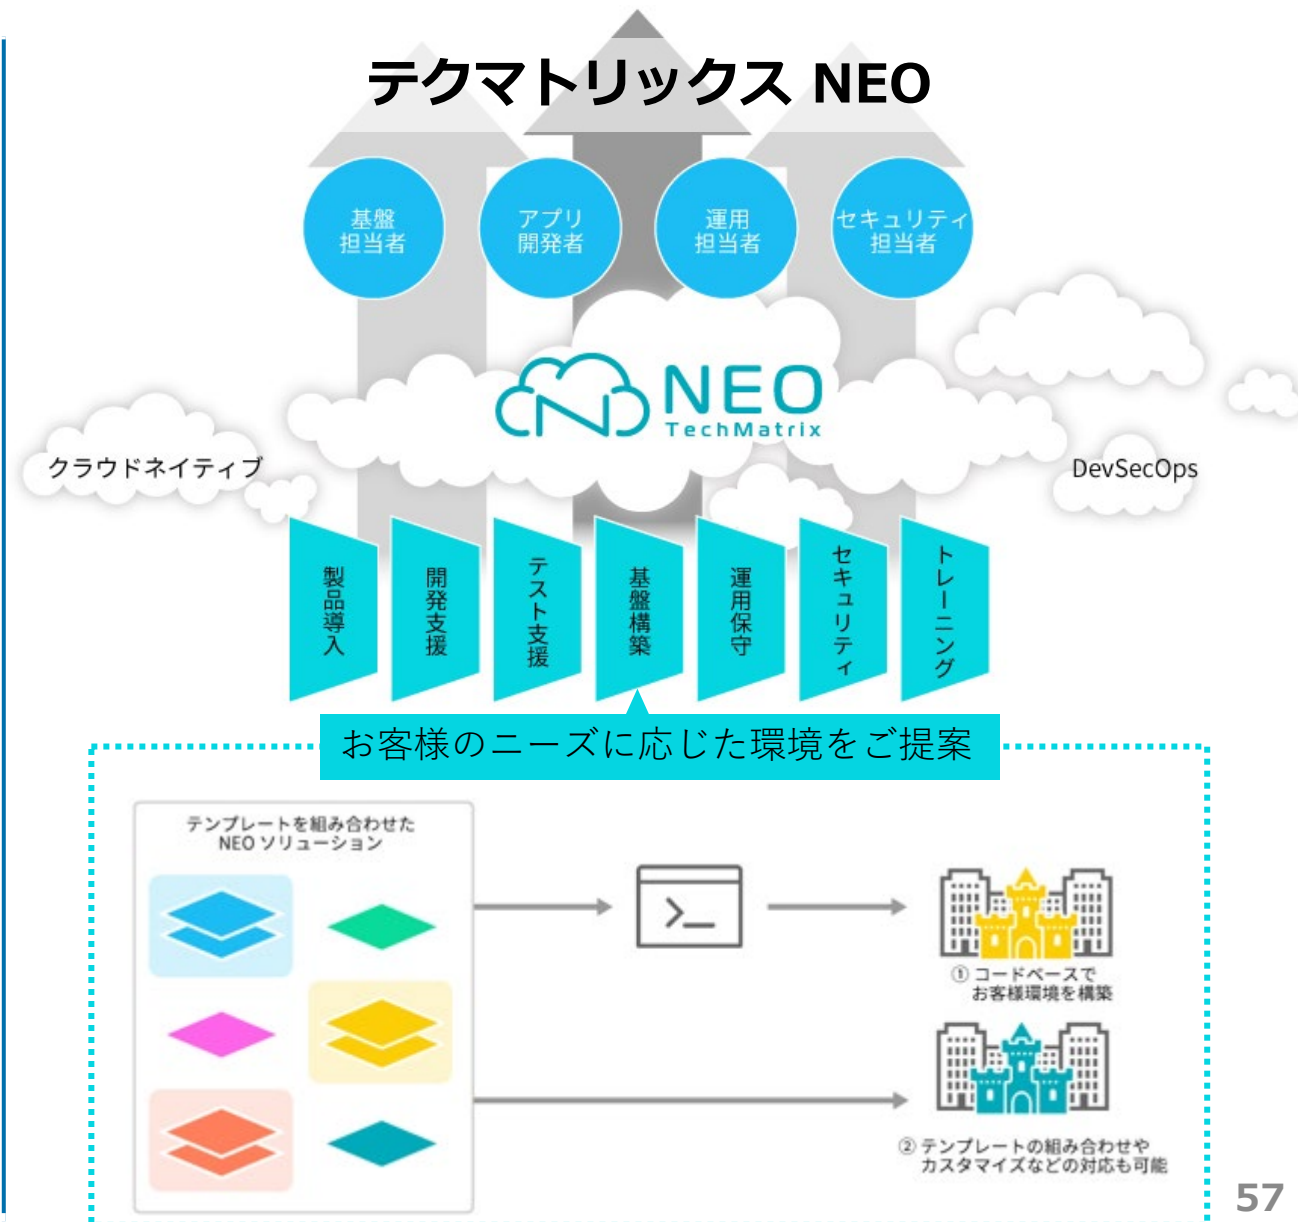 テクマトリックス NEO
基盤
担当者
アプリ
開発者
運用
担当者
セキュリティ
担当者
NEO
TechMatrix
クラウドネイティブ
DevSecOps
製品導入
開発支援
テスト支援
基盤構築
運用保守
セキュリティ
トレーニング
お客様のニーズに応じた環境をご提案
テンプレートを組み合わせた
NEO ソリューション
>_
① コードベースで
お客様環境を構築
② テンプレートの組み合わせや
カスタマイズなどの対応も可能
57